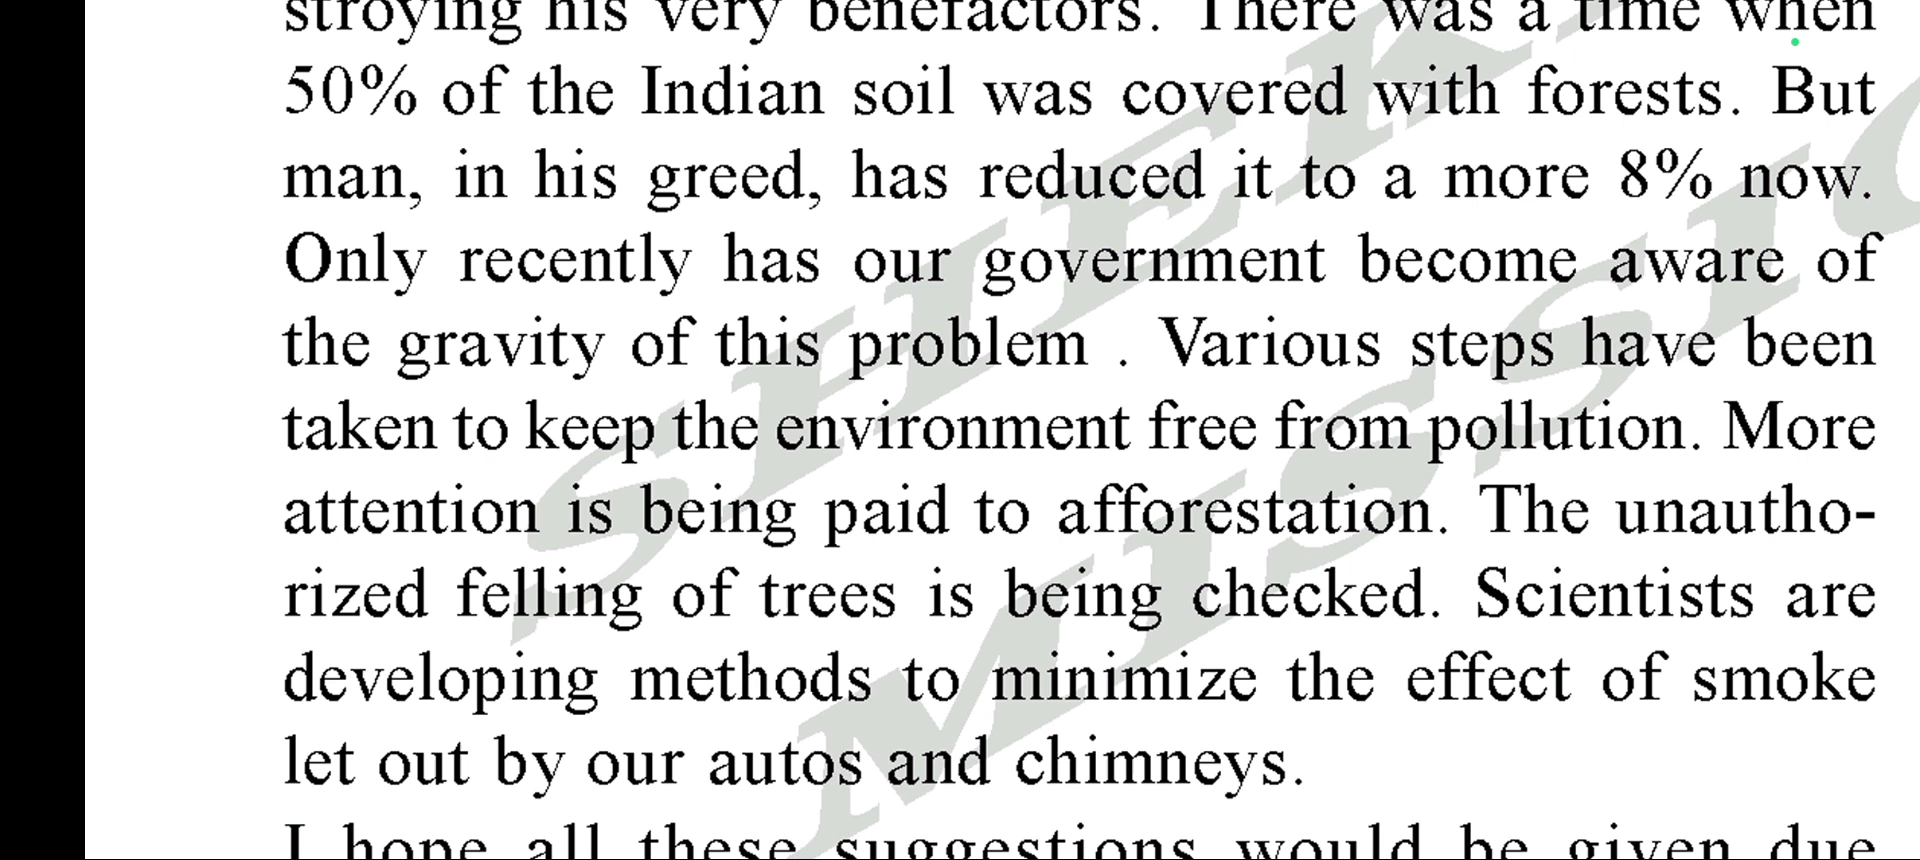 stroying his very benefactors. There was a time when
50% of the Indian soil was covered with forests. But
man, in his greed, has reduced it to a more 8% now.
Only recently has our government become aware of
the gravity of this problem . Various steps have been
taken to keep the environment free from pollution. More
attention is being paid to afforestation. The unautho-
rized felling of trees is being checked. Scientists are
developing methods to minimize the effect of smoke
let out by our autos and chimneys.
I hope all these suggestions would be given due